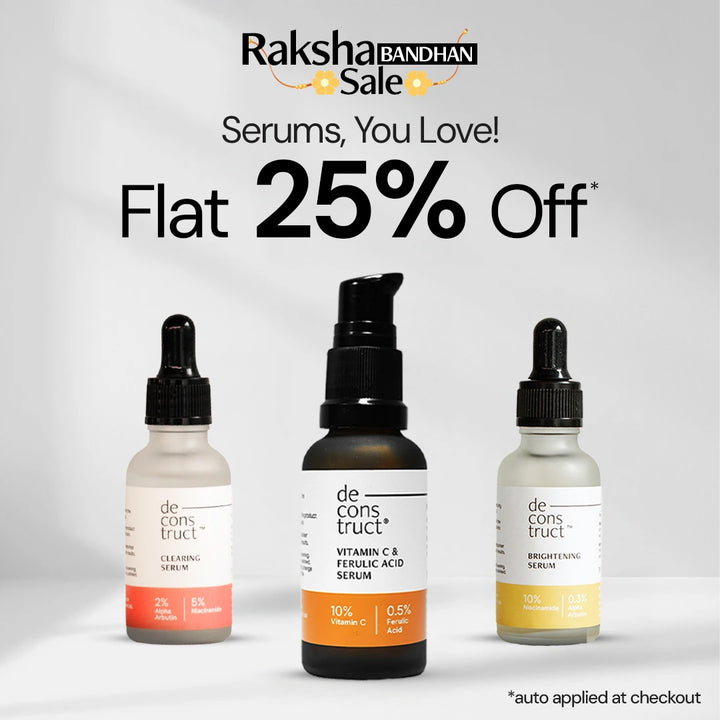 Raksha BANDHAN
Sale
Serums, You Love!
Flat 25% Off*
de
cons
truct™
CLEARING
SERUM
2%
Alpha
Arbutin
5%
Niacinamide
de
cons
truct®
VITAMIN C &
FERULIC ACID
SERUM
10%
Vitamin C
0.5%
Ferulic
Acid
de
cons
truct™
BRIGHTENING
SERUM
10%
Niacinamide
0.3%
Alpha
Arbutin
*auto applied at checkout